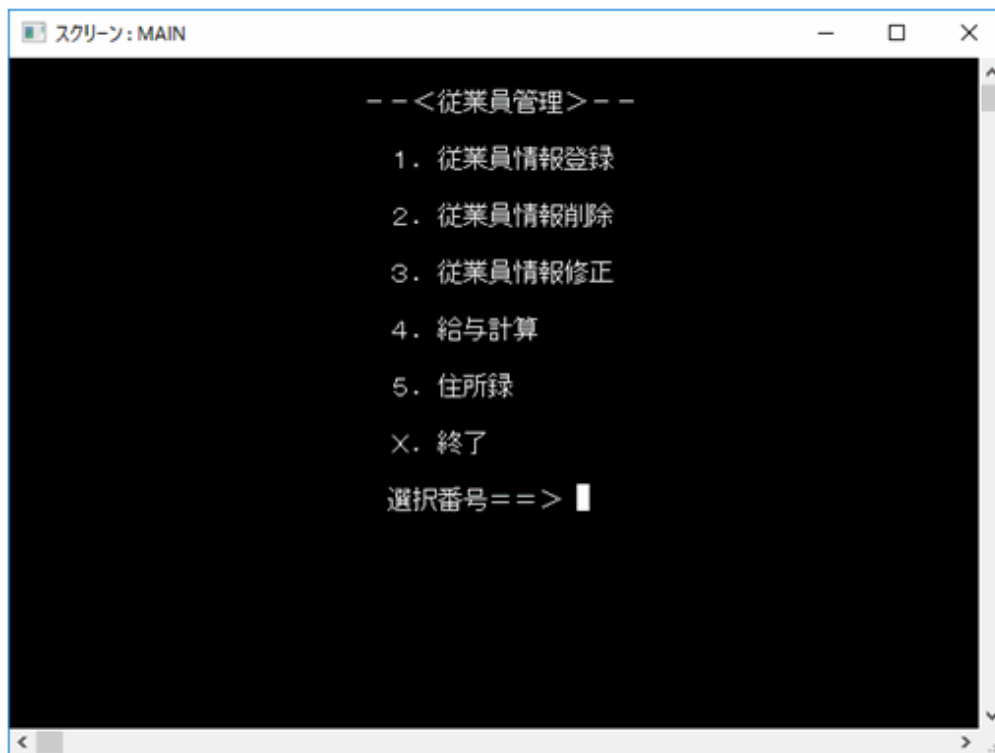 スクリーン : MAIN
－－＜従業員管理＞－－
１．従業員情報登録
２．従業員情報削除
３．従業員情報修正
４．給与計算
５．住所録
Ｘ．終了
選択番号＝＝＞